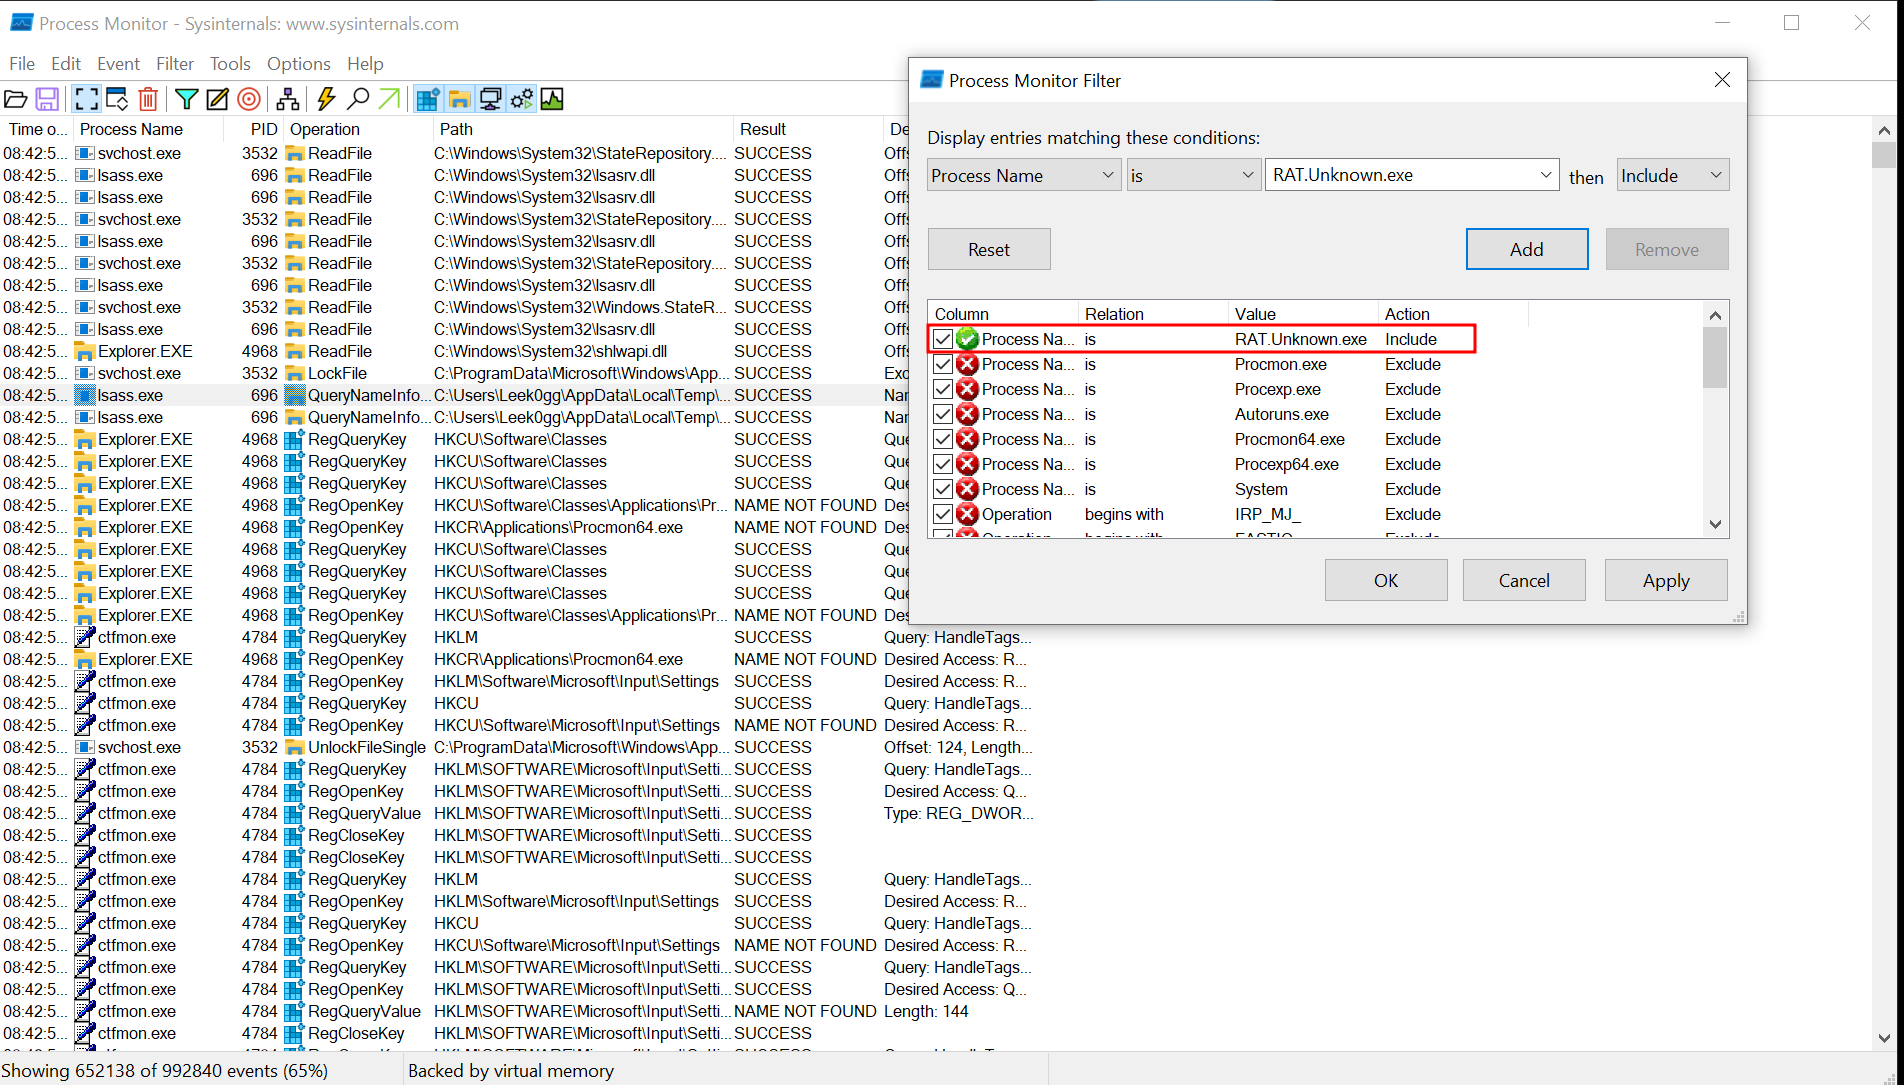 Process Monitor - Sysinternals: www.sysinternals.com
File Edit Event Filter Tools Options Help
Time o... Process Name PID Operation Path Result De
08:42:5... svchost.exe 3532 ReadFile C:\Windows\System32\StateRepository.... SUCCESS Offs
08:42:5... lsass.exe 696 ReadFile C:\Windows\System32\lsasrv.dll SUCCESS Offs
08:42:5... lsass.exe 696 ReadFile C:\Windows\System32\lsasrv.dll SUCCESS Offs
08:42:5... svchost.exe 3532 ReadFile C:\Windows\System32\StateRepository.... SUCCESS Offs
08:42:5... lsass.exe 696 ReadFile C:\Windows\System32\lsasrv.dll SUCCESS Offs
08:42:5... svchost.exe 3532 ReadFile C:\Windows\System32\StateRepository.... SUCCESS Offs
08:42:5... lsass.exe 696 ReadFile C:\Windows\System32\lsasrv.dll SUCCESS Offs
08:42:5... svchost.exe 3532 ReadFile C:\Windows\System32\Windows.StateR... SUCCESS Offs
08:42:5... lsass.exe 696 ReadFile C:\Windows\System32\lsasrv.dll SUCCESS Offs
08:42:5... Explorer.EXE 4968 ReadFile C:\Windows\System32\shlwapi.dll SUCCESS Offs
08:42:5... svchost.exe 3532 LockFile C:\ProgramData\Microsoft\Windows\App... SUCCESS Exc
08:42:5... lsass.exe 696 QueryNameInfo... C:\Users\Leek0gg\AppData\Local\Temp\... SUCCESS Nan
08:42:5... lsass.exe 696 QueryNameInfo... C:\Users\Leek0gg\AppData\Local\Temp\... SUCCESS Nan
08:42:5... Explorer.EXE 4968 RegQueryKey HKCU\Software\Classes SUCCESS Que
08:42:5... Explorer.EXE 4968 RegQueryKey HKCU\Software\Classes SUCCESS Que
08:42:5... Explorer.EXE 4968 RegQueryKey HKCU\Software\Classes SUCCESS Que
08:42:5... Explorer.EXE 4968 RegOpenKey HKCU\Software\Classes\Applications\Pr... NAME NOT FOUND Des
08:42:5... Explorer.EXE 4968 RegOpenKey HKCR\Applications\Procmon64.exe NAME NOT FOUND Des
08:42:5... Explorer.EXE 4968 RegQueryKey HKCU\Software\Classes SUCCESS Que
08:42:5... Explorer.EXE 4968 RegQueryKey HKCU\Software\Classes SUCCESS Que
08:42:5... Explorer.EXE 4968 RegQueryKey HKCU\Software\Classes SUCCESS Que
08:42:5... Explorer.EXE 4968 RegOpenKey HKCU\Software\Classes\Applications\Pr... NAME NOT FOUND Des
08:42:5... ctfmon.exe 4784 RegQueryKey HKLM SUCCESS Query: HandleTags...
08:42:5... Explorer.EXE 4968 RegOpenKey HKCR\Applications\Procmon64.exe NAME NOT FOUND Desired Access: R...
08:42:5... ctfmon.exe 4784 RegOpenKey HKLM\Software\Microsoft\Input\Settings SUCCESS Desired Access: R...
08:42:5... ctfmon.exe 4784 RegQueryKey HKCU SUCCESS Query: HandleTags...
08:42:5... ctfmon.exe 4784 RegOpenKey HKCU\Software\Microsoft\Input\Settings NAME NOT FOUND Desired Access: R...
08:42:5... svchost.exe 3532 UnlockFileSingle C:\ProgramData\Microsoft\Windows\App... SUCCESS Offset: 124, Length...
08:42:5... ctfmon.exe 4784 RegQueryKey HKLM\SOFTWARE\Microsoft\Input\Setti... SUCCESS Query: HandleTags...
08:42:5... ctfmon.exe 4784 RegOpenKey HKLM\SOFTWARE\Microsoft\Input\Setti... SUCCESS Desired Access: Q...
08:42:5... ctfmon.exe 4784 RegQueryValue HKLM\SOFTWARE\Microsoft\Input\Setti... SUCCESS Type: REG_DWOR...
08:42:5... ctfmon.exe 4784 RegCloseKey HKLM\SOFTWARE\Microsoft\Input\Setti... SUCCESS
08:42:5... ctfmon.exe 4784 RegCloseKey HKLM\SOFTWARE\Microsoft\Input\Setti... SUCCESS
08:42:5... ctfmon.exe 4784 RegQueryKey HKLM SUCCESS Query: HandleTags...
08:42:5... ctfmon.exe 4784 RegOpenKey HKLM\Software\Microsoft\Input\Settings SUCCESS Desired Access: R...
08:42:5... ctfmon.exe 4784 RegQueryKey HKCU SUCCESS Query: HandleTags...
08:42:5... ctfmon.exe 4784 RegOpenKey HKCU\Software\Microsoft\Input\Settings NAME NOT FOUND Desired Access: R...
08:42:5... ctfmon.exe 4784 RegQueryKey HKLM\SOFTWARE\Microsoft\Input\Setti... SUCCESS Query: HandleTags...
08:42:5... ctfmon.exe 4784 RegOpenKey HKLM\SOFTWARE\Microsoft\Input\Setti... SUCCESS Desired Access: Q...
08:42:5... ctfmon.exe 4784 RegQueryValue HKLM\SOFTWARE\Microsoft\Input\Setti... NAME NOT FOUND Length: 144
08:42:5... ctfmon.exe 4784 RegCloseKey HKLM\SOFTWARE\Microsoft\Input\Setti... SUCCESS
Showing 652138 of 992840 events (65%) Backed by virtual memory
Process Monitor Filter
Display entries matching these conditions:
Process Name is RAT.Unknown.exe then Include
Reset Add Remove
Column Relation Value Action
Process Na... is RAT.Unknown.exe Include
Process Na... is Procmon.exe Exclude
Process Na... is Procexp.exe Exclude
Process Na... is Autoruns.exe Exclude
Process Na... is Procmon64.exe Exclude
Process Na... is Procexp64.exe Exclude
Process Na... is System Exclude
Operation begins with IRP_MJ_ Exclude
OK Cancel Apply